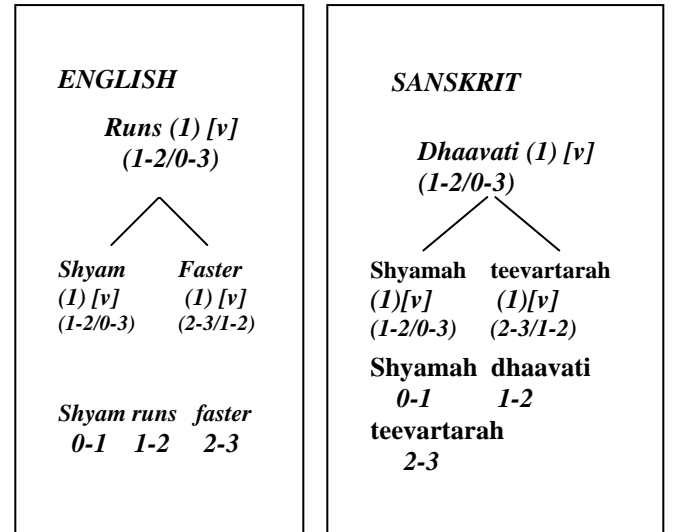 ENGLISH
Runs (1) [v]
(1-2/0-3)
Shyam Faster
(1) [v] (1) [v]
(1-2/0-3) (2-3/1-2)
Shyam runs faster
0-1 1-2 2-3
SANSKRIT
Dhaavati (1) [v]
(1-2/0-3)
Shyamah teevartarah
(1)[v] (1)[v]
(1-2/0-3) (2-3/1-2)
Shyamah dhaavati
0-1 1-2
teevartarah
2-3